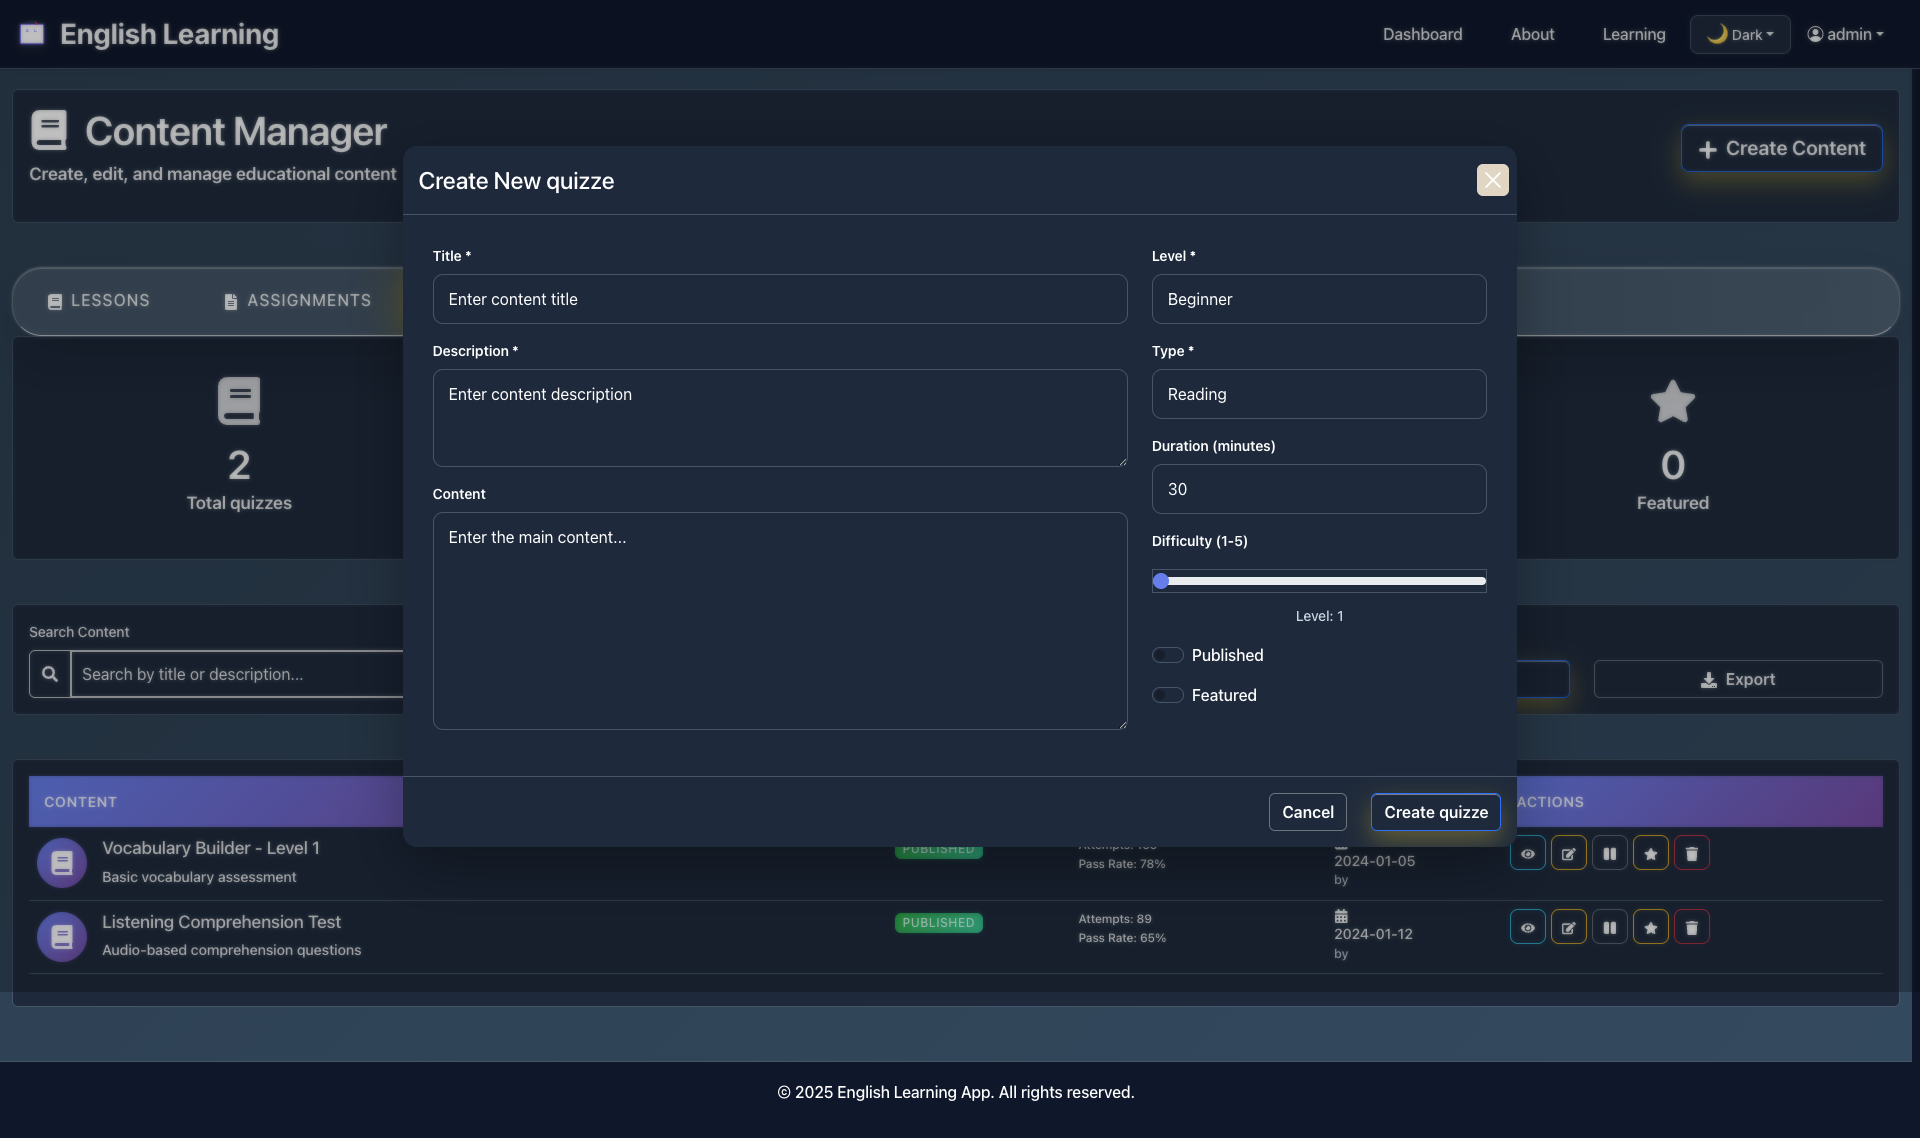 English Learning
Dashboard
About
Learning
🌙 Dark
admin
Content Manager
Create, edit, and manage educational content
Create Content
Create New quizze
Title *
Enter content title
Level *
Beginner
Description *
Enter content description
Type *
Reading
Duration (minutes)
30
Content
Enter the main content...
Difficulty (1-5)
Level: 1
Published
Featured
Cancel
Create quizze
LESSONS
ASSIGNMENTS
2
Total quizzes
0
Featured
Search Content
Search by title or description...
Export
CONTENT
ACTIONS
Vocabulary Builder - Level 1
Basic vocabulary assessment
PUBLISHED
Pass Rate: 78%
2024-01-05
by
Listening Comprehension Test
Audio-based comprehension questions
PUBLISHED
Attempts: 89
Pass Rate: 65%
2024-01-12
by
© 2025 English Learning App. All rights reserved.